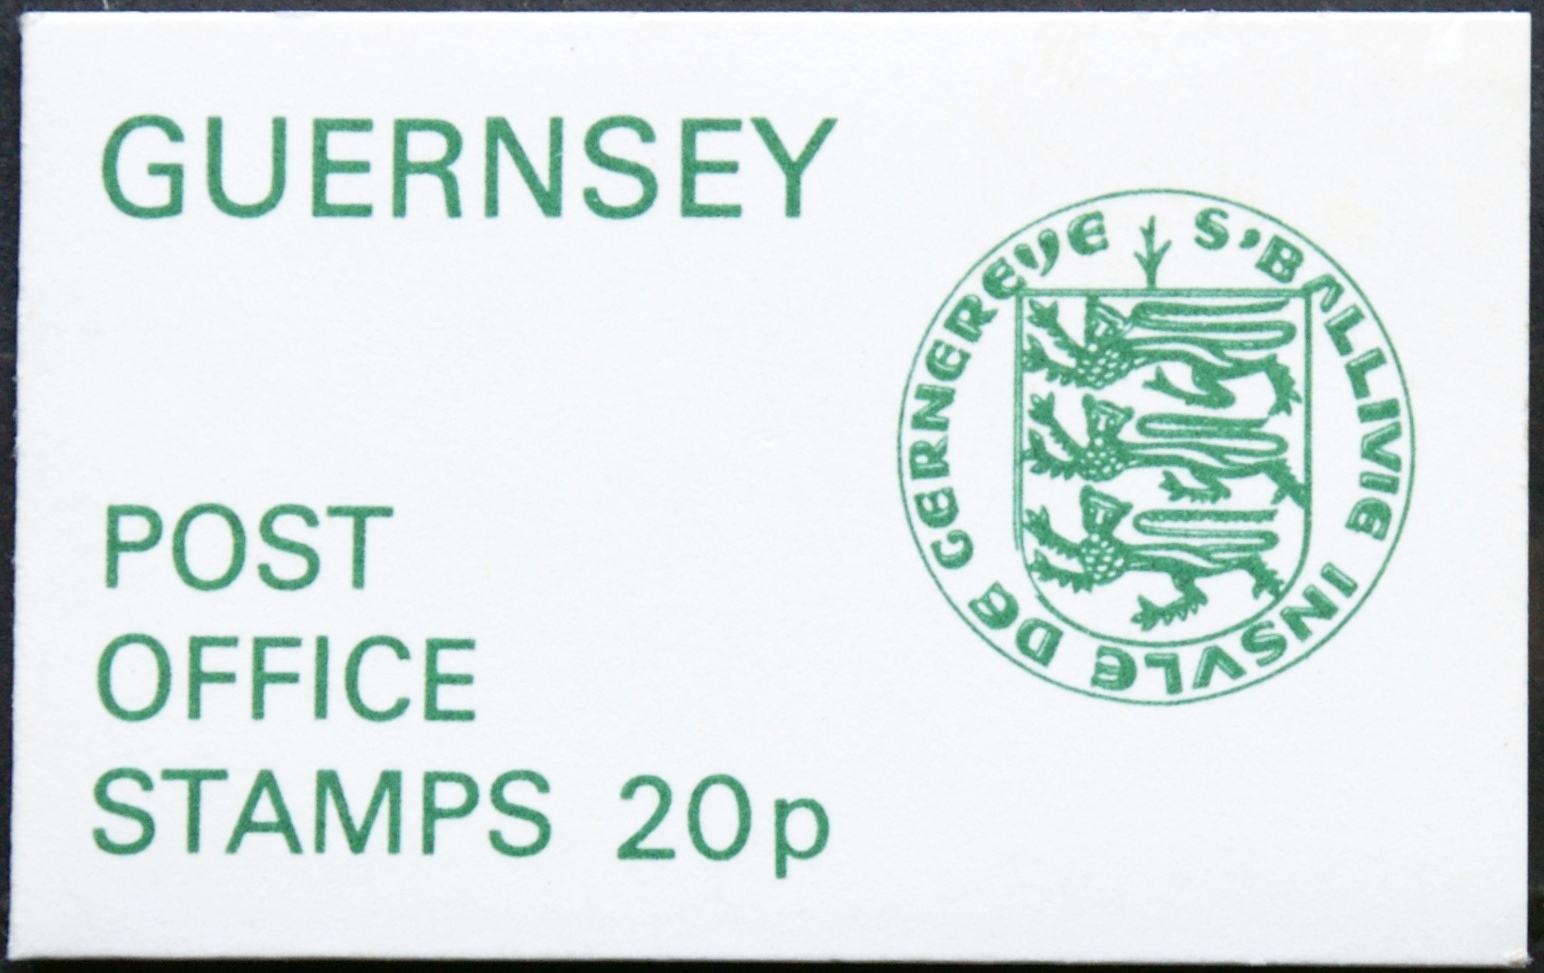 GUERNSEY
POST
OFFICE
STAMPS 20p
S'BALLIVIE INSVLE DE GERNEREYE